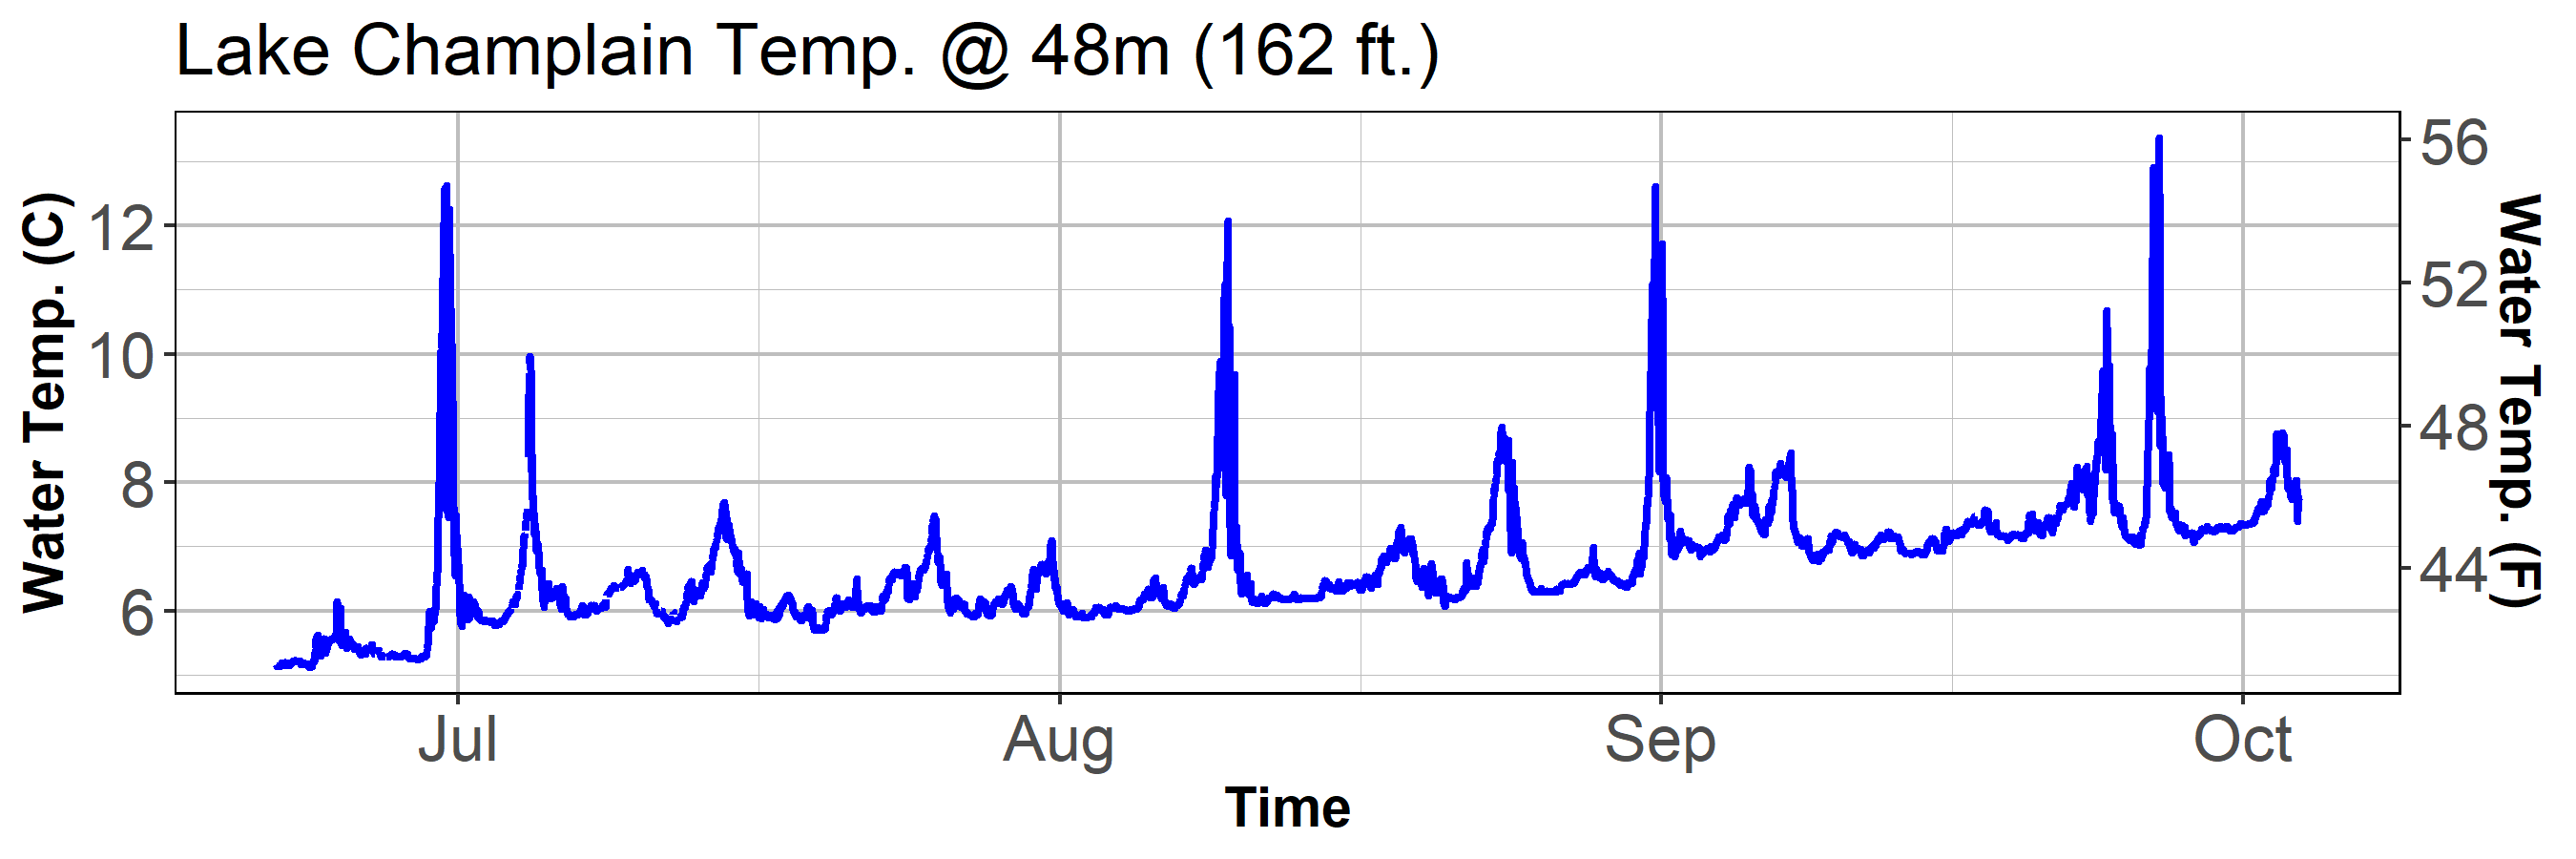 Lake Champlain Temp. @ 48m (162 ft.)
Water Temp. (C)
12
10
8
6
56
52
48
44
Water Temp. (F)
Jul Aug Sep Oct
Time